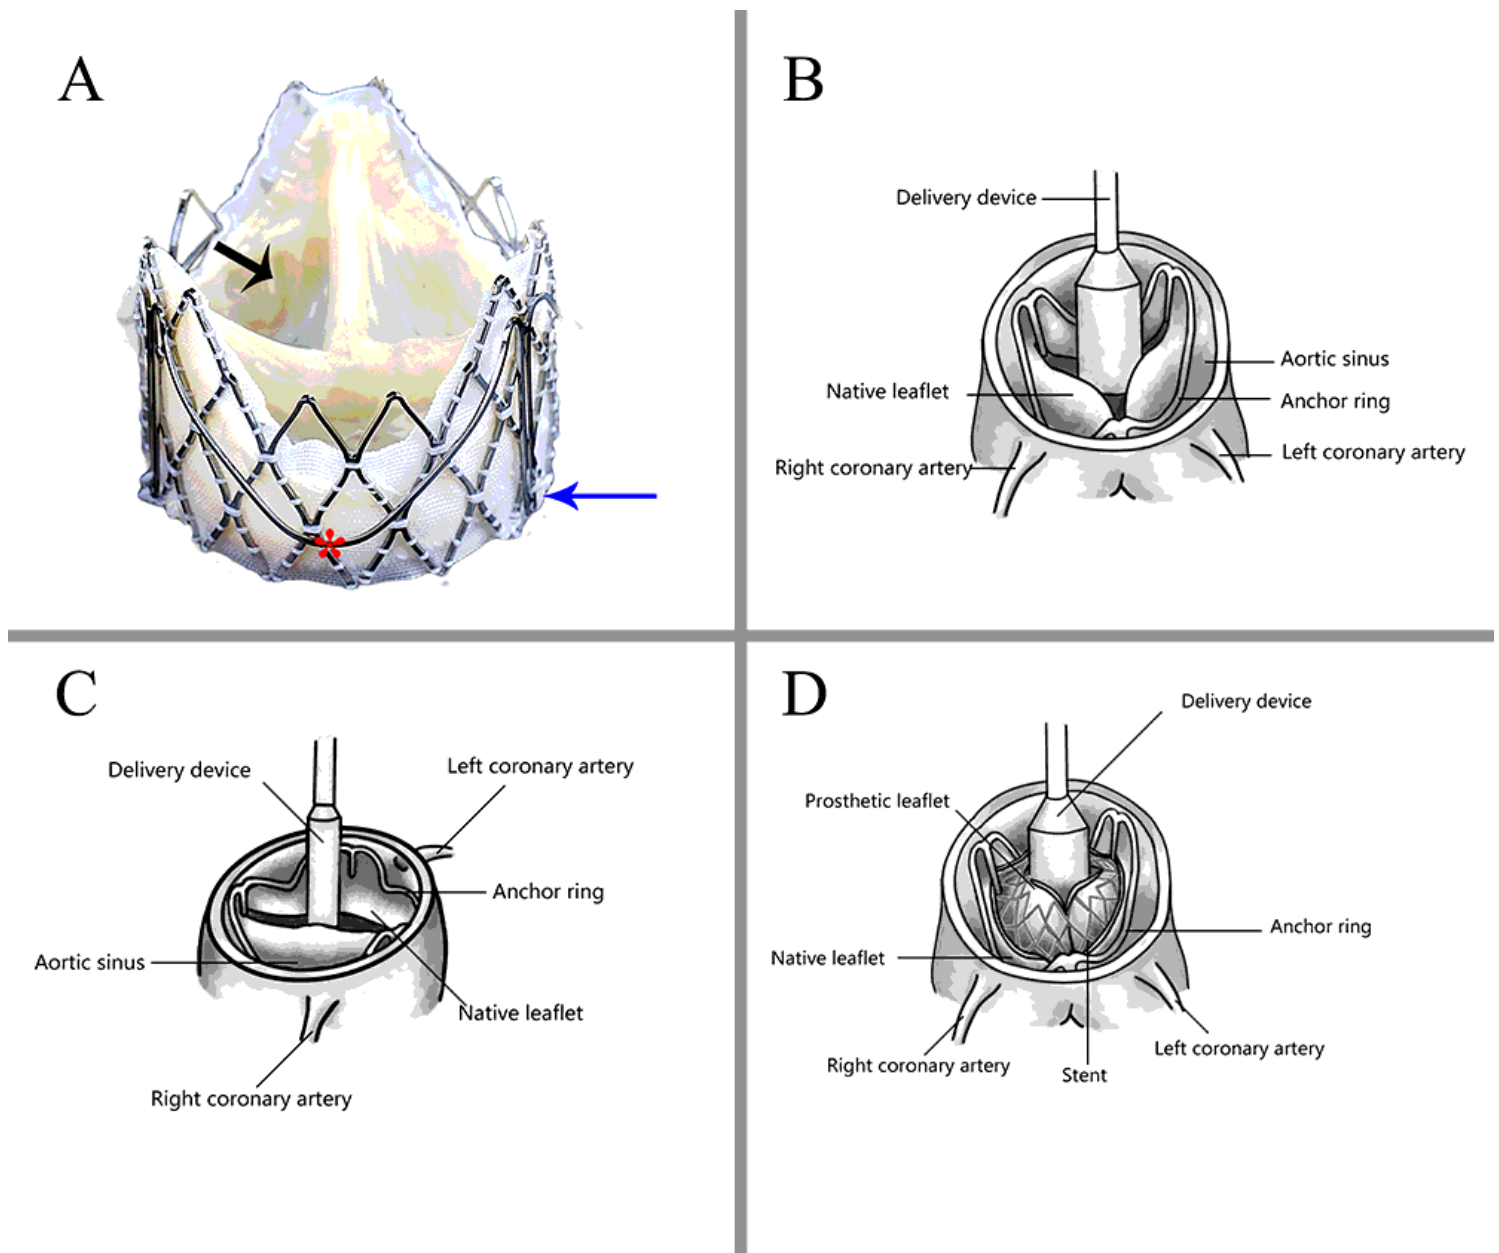 A
B
Delivery device
Aortic sinus
Native leaflet
Anchor ring
Left coronary artery
Right coronary artery
C
Delivery device
Left coronary artery
Anchor ring
Aortic sinus
Native leaflet
Right coronary artery
D
Delivery device
Prosthetic leaflet
Anchor ring
Native leaflet
Left coronary artery
Right coronary artery
Stent